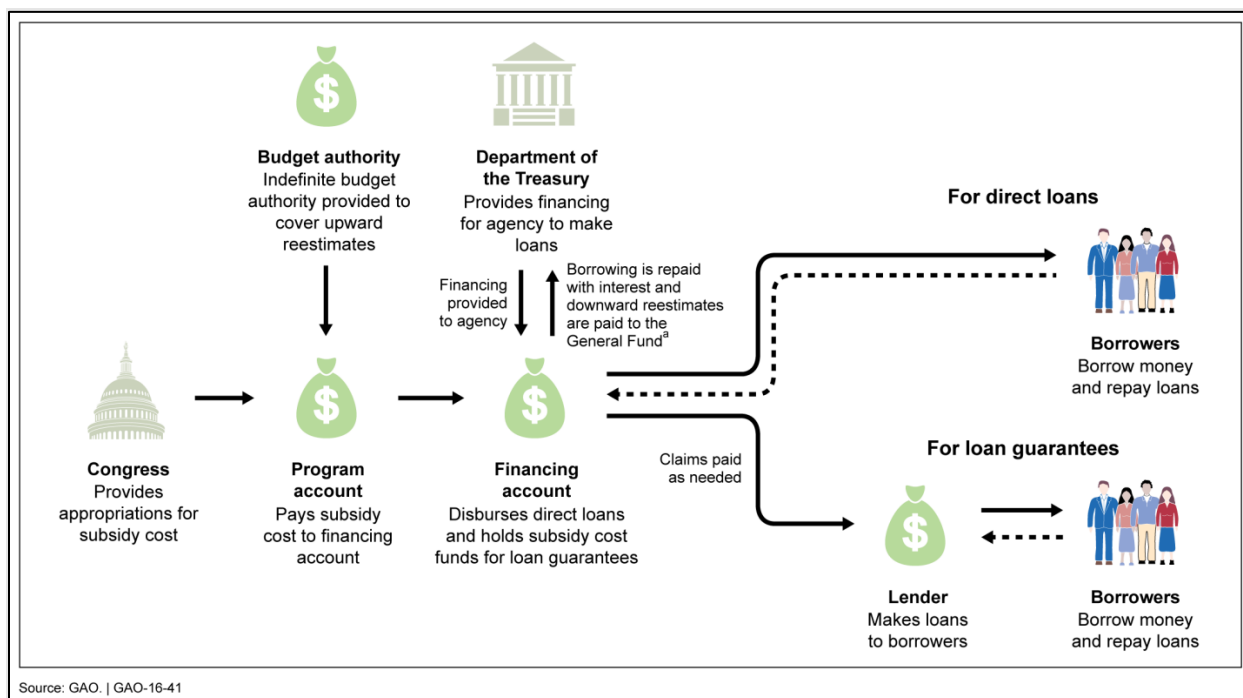 $
$
Budget authority
Indefinite budget
authority provided to
cover upward
reestimates
Department of
the Treasury
Provides financing
for agency to make
loans
Financing
provided
to agency
Borrowing is repaid
with interest and
downward reestimates
are paid to the
General Fund^a
For direct loans
Borrowers
Borrow money
and repay loans
Congress
Provides
appropriations for
subsidy cost
Program
account
Pays subsidy
cost to financing
account
$
Financing
account
Disburses direct loans
and holds subsidy cost
funds for loan guarantees
Claims paid
as needed
For loan guarantees
$
Lender
Makes loans
to borrowers
Borrowers
Borrow money
and repay loans
Source: GAO. | GAO-16-41